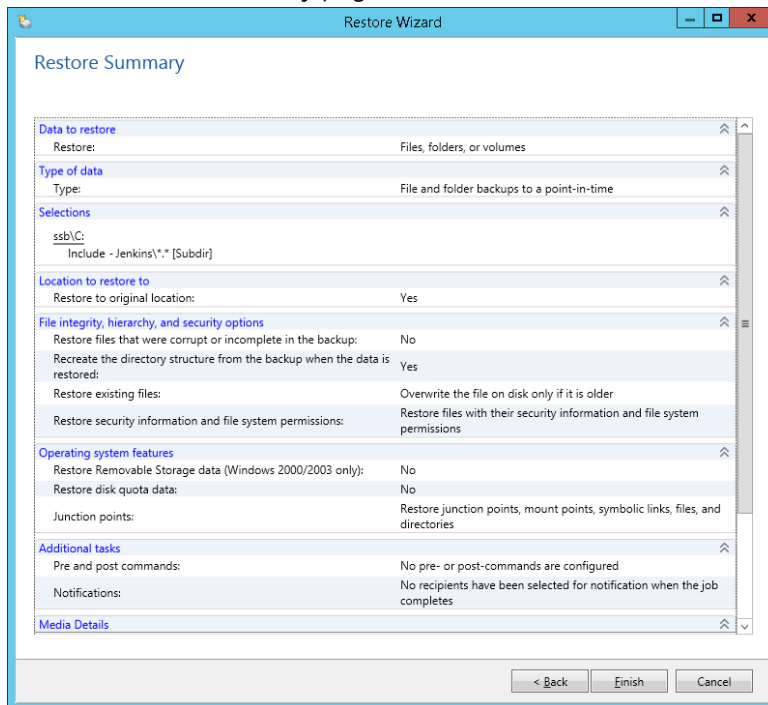 Restore Wizard
Restore Summary
Data to restore
Restore: Files, folders, or volumes
Type of data
Type: File and folder backups to a point-in-time
Selections
ssb\C:
Include - Jenkins\*.* [Subdir]
Location to restore to
Restore to original location: Yes
File integrity, hierarchy, and security options
Restore files that were corrupt or incomplete in the backup: No
Recreate the directory structure from the backup when the data is
restored: Yes
Restore existing files: Overwrite the file on disk only if it is older
Restore security information and file system permissions: Restore files with their security information and file system
permissions
Operating system features
Restore Removable Storage data (Windows 2000/2003 only): No
Restore disk quota data: No
Junction points: Restore junction points, mount points, symbolic links, files, and
directories
Additional tasks
Pre and post commands: No pre- or post-commands are configured
Notifications: No recipients have been selected for notification when the job
completes
Media Details
< Back Finish Cancel